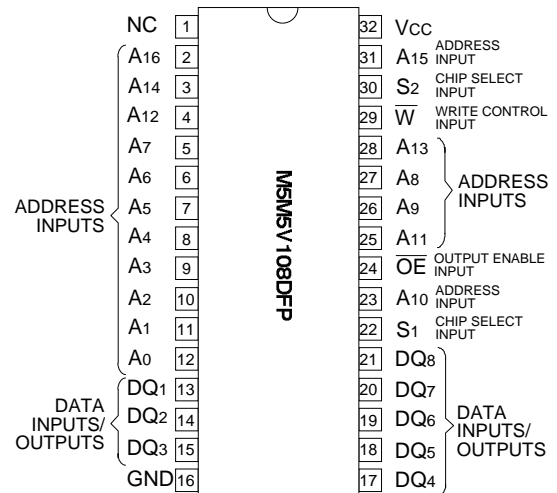 NC 1
A16 2
A14 3
A12 4
A7 5
A6 6
A5 7
A4 8
A3 9
A2 10
A1 11
A0 12
DQ1 13
DQ2 14
DQ3 15
GND 16
ADDRESS
INPUTS
DATA
INPUTS/
OUTPUTS
M5M5V108DFP
32 VCC
31 A15 ADDRESS
INPUT
30 S2 CHIP SELECT
INPUT
29 W WRITE CONTROL
INPUT
28 A13
27 A8
26 A9
25 A11
ADDRESS
INPUTS
24 OE OUTPUT ENABLE
INPUT
23 A10 ADDRESS
INPUT
22 S1 CHIP SELECT
INPUT
21 DQ8
20 DQ7
19 DQ6
18 DQ5
17 DQ4
DATA
INPUTS/
OUTPUTS